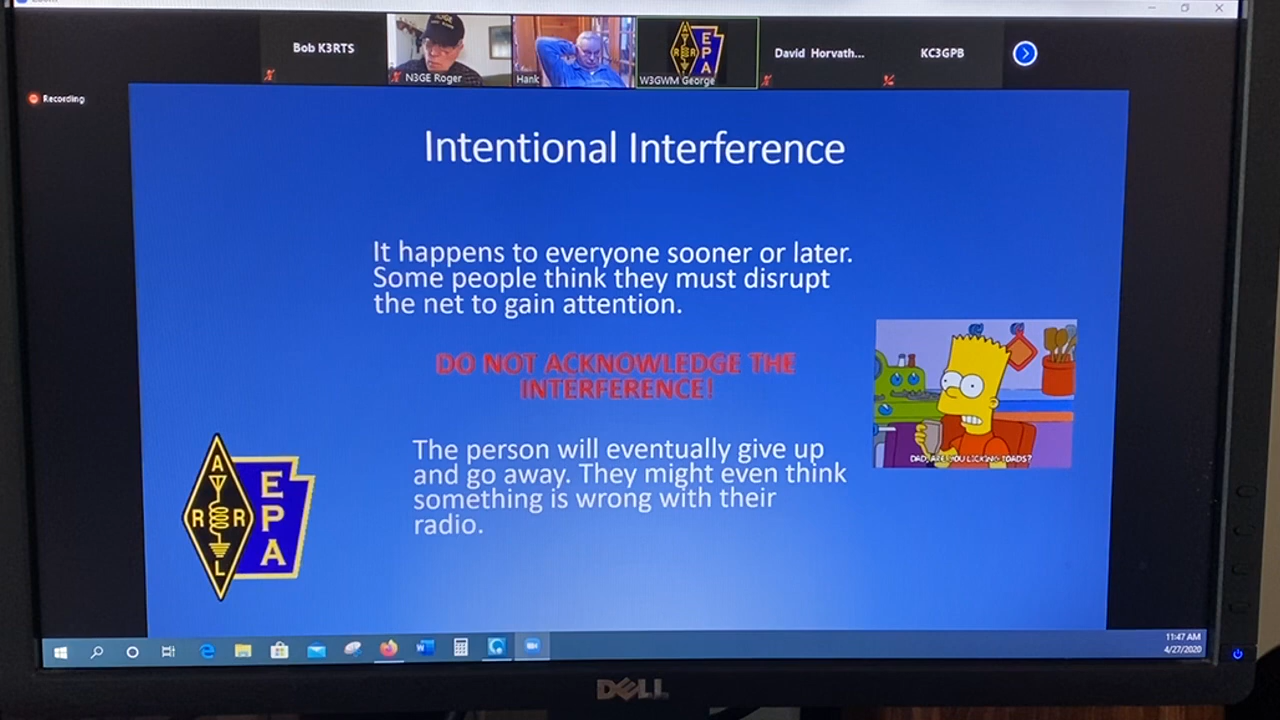 Bob K3RTS
N3GE Roger
Hank
W3GWM George
David Horvath...
KC3GPB
Recording
Intentional Interference
It happens to everyone sooner or later.
Some people think they must disrupt
the net to gain attention.
DO NOT ACKNOWLEDGE THE
INTERFERENCE!
DAD, ARE YOU LICKING TOADS?
The person will eventually give up
and go away. They might even think
something is wrong with their
radio.
A
R R
L
E
P
A
11:47 AM
4/27/2020
DELL